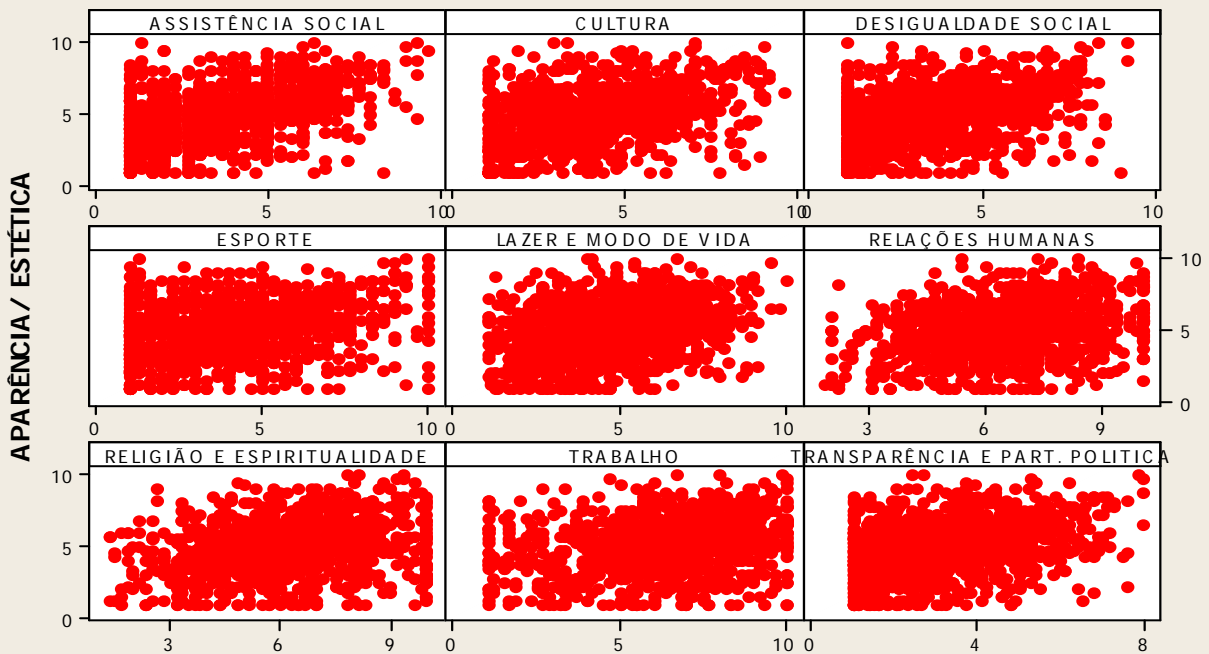 ASSISTÊNCIA SOCIAL CULTURA DESIGUALDADE SOCIAL
10
5
0
0 5 10 5 10 0 5 10
APARÊNCIA/ ESTÉTICA
ESPORTE LAZER E MODO DE VIDA RELAÇÕES HUMANAS
10
5
0
0 5 10 0 5 10 3 6 9
RELIGIÃO E ESPIRITUALIDADE TRABALHO TRANSPARÊNCIA E PART. POLITICA
10
5
0
3 6 9 0 5 10 0 4 8